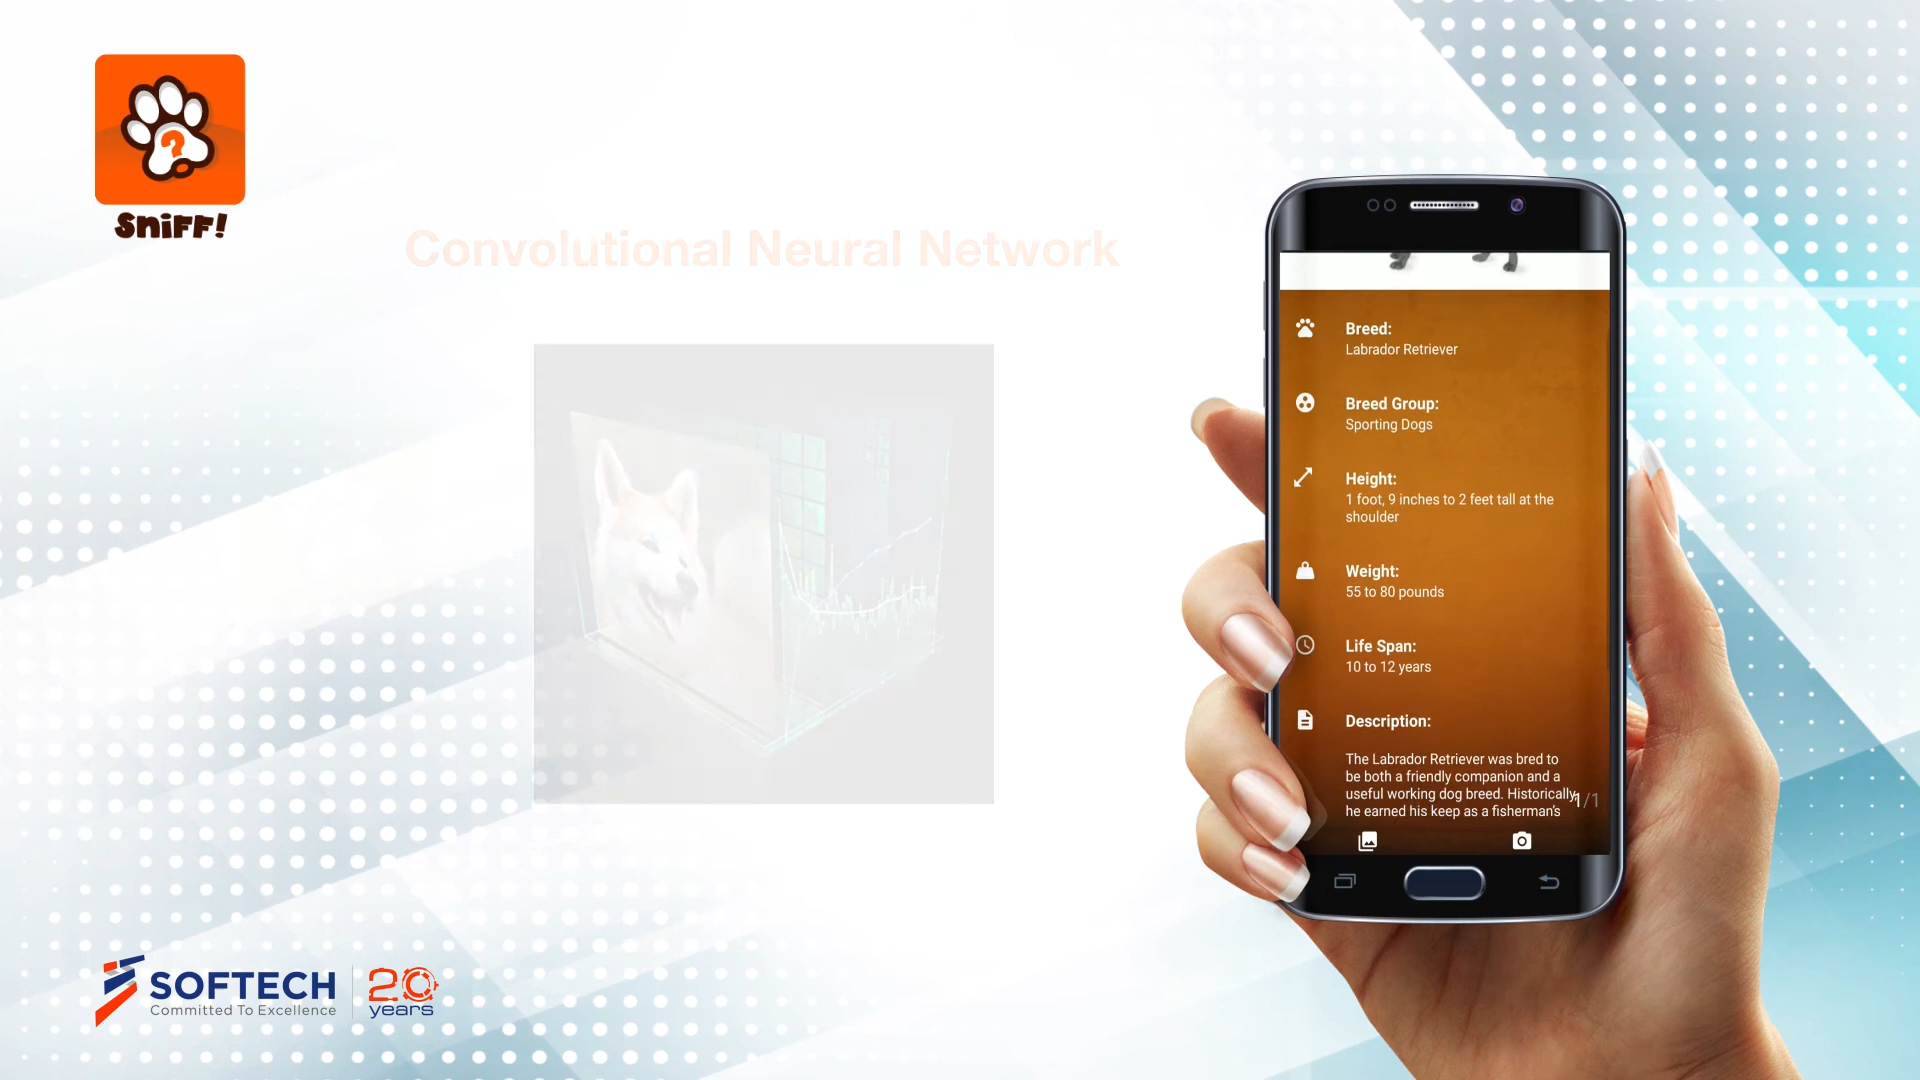 SniFF!
Convolutional Neural Network
Breed:
Labrador Retriever
Breed Group:
Sporting Dogs
Height:
1 foot, 9 inches to 2 feet tall at the
shoulder
Weight:
55 to 80 pounds
Life Span:
10 to 12 years
Description:
The Labrador Retriever was bred to
be both a friendly companion and a
useful working dog breed. Historically,
he earned his keep as a fisherman's
1/1
SOFTECH
Committed To Excellence
20
years